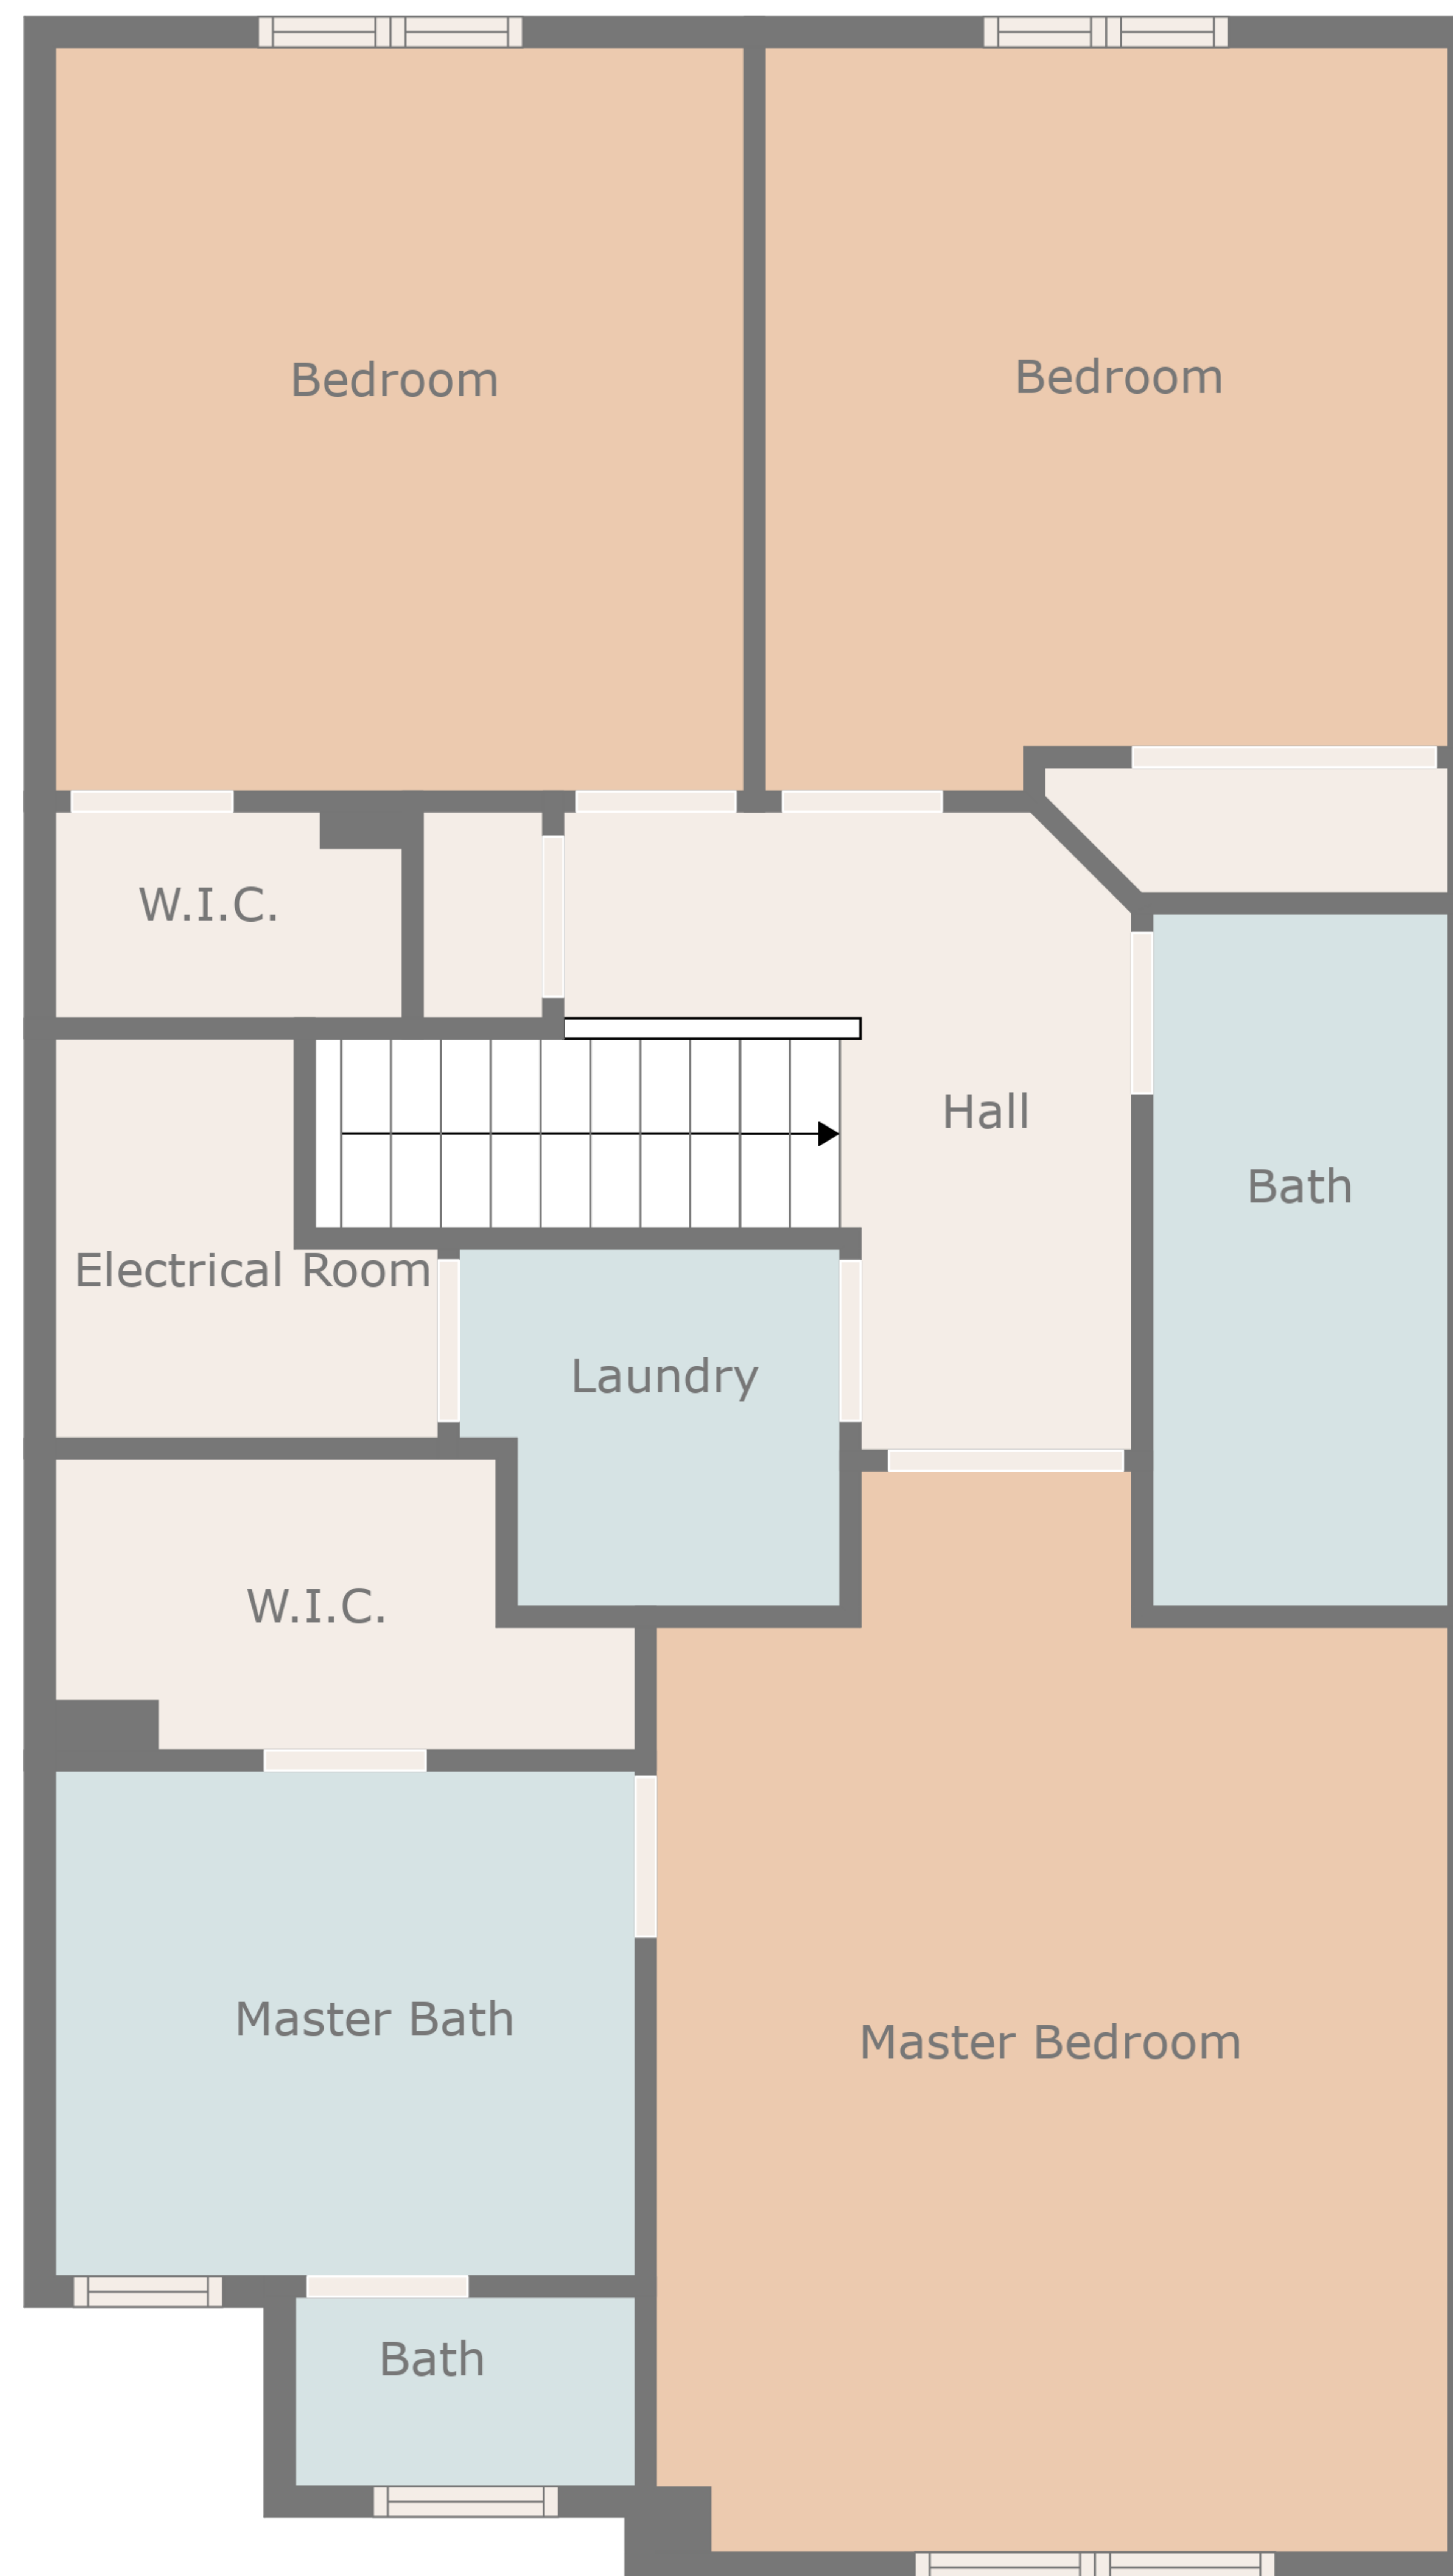 Bedroom
Bedroom
W.I.C.
Hall
Bath
Electrical Room
Laundry
W.I.C.
Master Bath
Master Bedroom
Bath